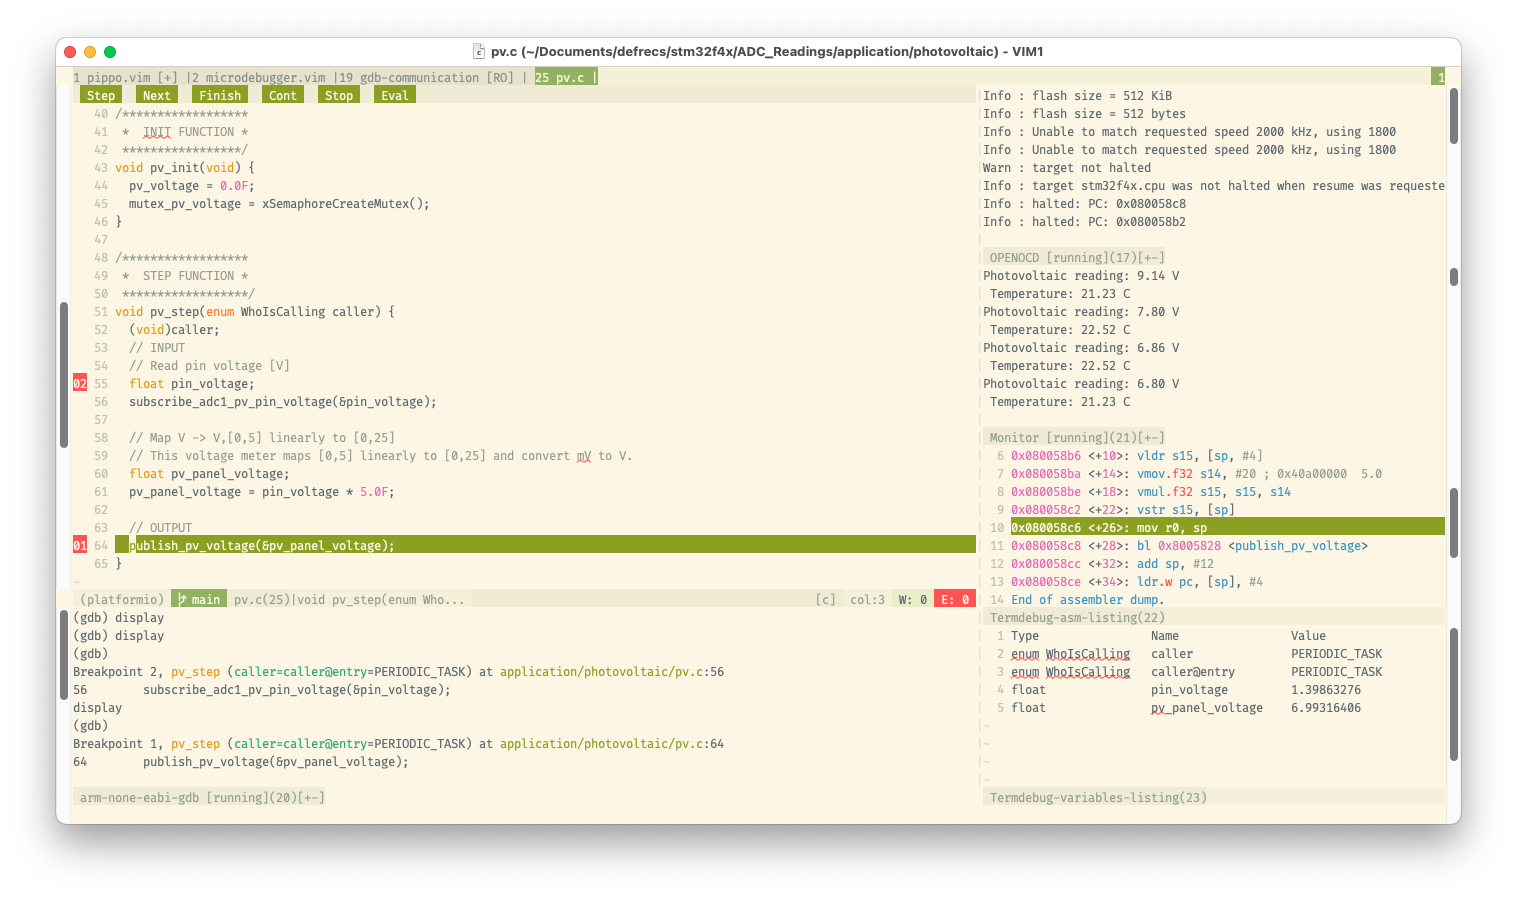 pv.c (~/Documents/defrecs/stm32f4x/ADC_Readings/application/photovoltaic) - VIM1
1 pippo.vim [+] |2 microdebugger.vim |19 gdb-communication [RO] | 25 pv.c | 1
Step Next Finish Cont Stop Eval
40 /******************
41  *  INIT FUNCTION *
42  *****************/
43 void pv_init(void) {
44   pv_voltage = 0.0F;
45   mutex_pv_voltage = xSemaphoreCreateMutex();
46 }
47
48 /******************
49  *  STEP FUNCTION *
50  ******************/
51 void pv_step(enum WhoIsCalling caller) {
52   (void)caller;
53   // INPUT
54   // Read pin voltage [V]
02 55   float pin_voltage;
56   subscribe_adc1_pv_pin_voltage(&pin_voltage);
57
58   // Map V -> V,[0,5] linearly to [0,25]
59   // This voltage meter maps [0,5] linearly to [0,25] and convert mV to V.
60   float pv_panel_voltage;
61   pv_panel_voltage = pin_voltage * 5.0F;
62
63   // OUTPUT
01 64   publish_pv_voltage(&pv_panel_voltage);
65 }
~
(platformio) main pv.c(25)|void pv_step(enum Who... [c] col:3 W: 0 E: 0
(gdb) display
(gdb) display
(gdb)
Breakpoint 2, pv_step (caller=caller@entry=PERIODIC_TASK) at application/photovoltaic/pv.c:56
56        subscribe_adc1_pv_pin_voltage(&pin_voltage);
display
(gdb)
Breakpoint 1, pv_step (caller=caller@entry=PERIODIC_TASK) at application/photovoltaic/pv.c:64
64        publish_pv_voltage(&pv_panel_voltage);
arm-none-eabi-gdb [running](20)[+-]
Info : flash size = 512 KiB
Info : flash size = 512 bytes
Info : Unable to match requested speed 2000 kHz, using 1800
Info : Unable to match requested speed 2000 kHz, using 1800
Warn : target not halted
Info : target stm32f4x.cpu was not halted when resume was requeste
Info : halted: PC: 0x080058c8
Info : halted: PC: 0x080058b2
OPENOCD [running](17)[+-]
Photovoltaic reading: 9.14 V
Temperature: 21.23 C
Photovoltaic reading: 7.80 V
Temperature: 22.52 C
Photovoltaic reading: 6.86 V
Temperature: 22.52 C
Photovoltaic reading: 6.80 V
Temperature: 21.23 C
Monitor [running](21)[+-]
6 0x080058b6 <+10>: vldr s15, [sp, #4]
7 0x080058ba <+14>: vmov.f32 s14, #20 ; 0x40a00000  5.0
8 0x080058be <+18>: vmul.f32 s15, s15, s14
9 0x080058c2 <+22>: vstr s15, [sp]
10 0x080058c6 <+26>: mov r0, sp
11 0x080058c8 <+28>: bl 0x8005828 <publish_pv_voltage>
12 0x080058cc <+32>: add sp, #12
13 0x080058ce <+34>: ldr.w pc, [sp], #4
14 End of assembler dump.
Termdebug-asm-listing(22)
1 Type                Name                Value
2 enum WhoIsCalling   caller              PERIODIC_TASK
3 enum WhoIsCalling   caller@entry        PERIODIC_TASK
4 float               pin_voltage         1.39863276
5 float               pv_panel_voltage    6.99316406
~
~
~
~
Termdebug-variables-listing(23)